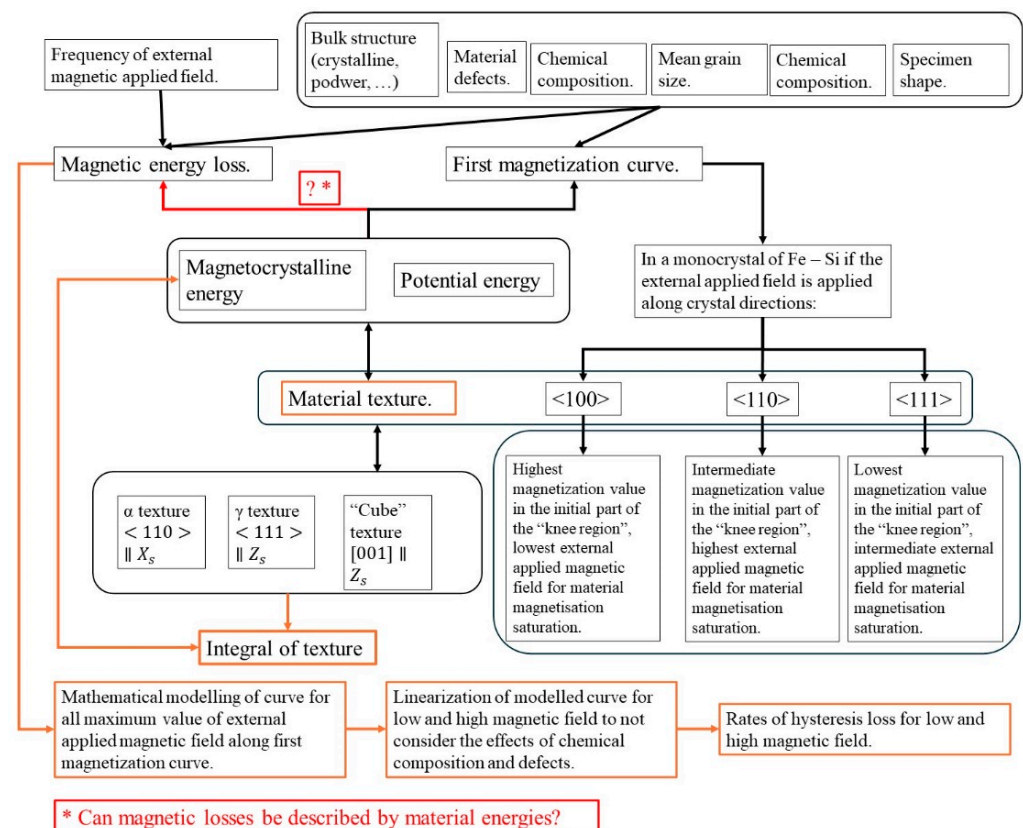 Frequency of external
magnetic applied field.
Bulk structure
(crystalline,
podwer, …)
Material
defects.
Chemical
composition.
Mean grain
size.
Chemical
composition.
Specimen
shape.
Magnetic energy loss.
First magnetization curve.
? *
Magnetocrystalline
energy
Potential energy
In a monocrystal of Fe – Si if the
external applied field is applied
along crystal directions:
Material texture.
<100>
<110>
<111>
α texture
< 110 >
∥ Xₛ
γ texture
< 111 >
∥ Zₛ
“Cube”
texture
[001] ∥
Zₛ
Highest
magnetization value
in the initial part of
the “knee region”,
lowest external
applied magnetic
field for material
magnetisation
saturation.
Intermediate
magnetization value
in the initial part of
the “knee region”,
highest external
applied magnetic
field for material
magnetisation
saturation.
Lowest
magnetization value
in the initial part of
the “knee region”,
intermediate external
applied magnetic
field for material
magnetisation
saturation.
Integral of texture
Mathematical modelling of curve for
all maximum value of external
applied magnetic field along first
magnetization curve.
Linearization of modelled curve for
low and high magnetic field to not
consider the effects of chemical
composition and defects.
Rates of hysteresis loss for low and
high magnetic field.
* Can magnetic losses be described by material energies?